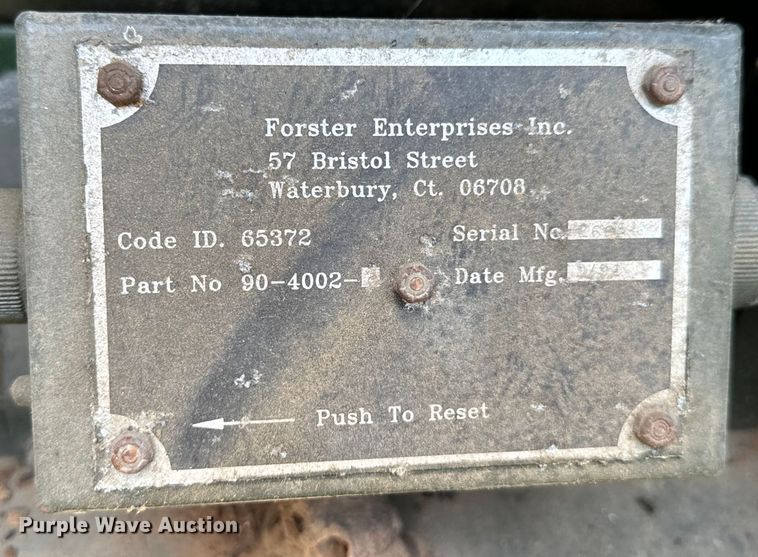 Forster Enterprises Inc.
57 Bristol Street
Waterbury, Ct. 06708
Code ID. 65372
Serial No.
Part No 90-4002-
Date Mfg.
Push To Reset
Purple Wave Auction